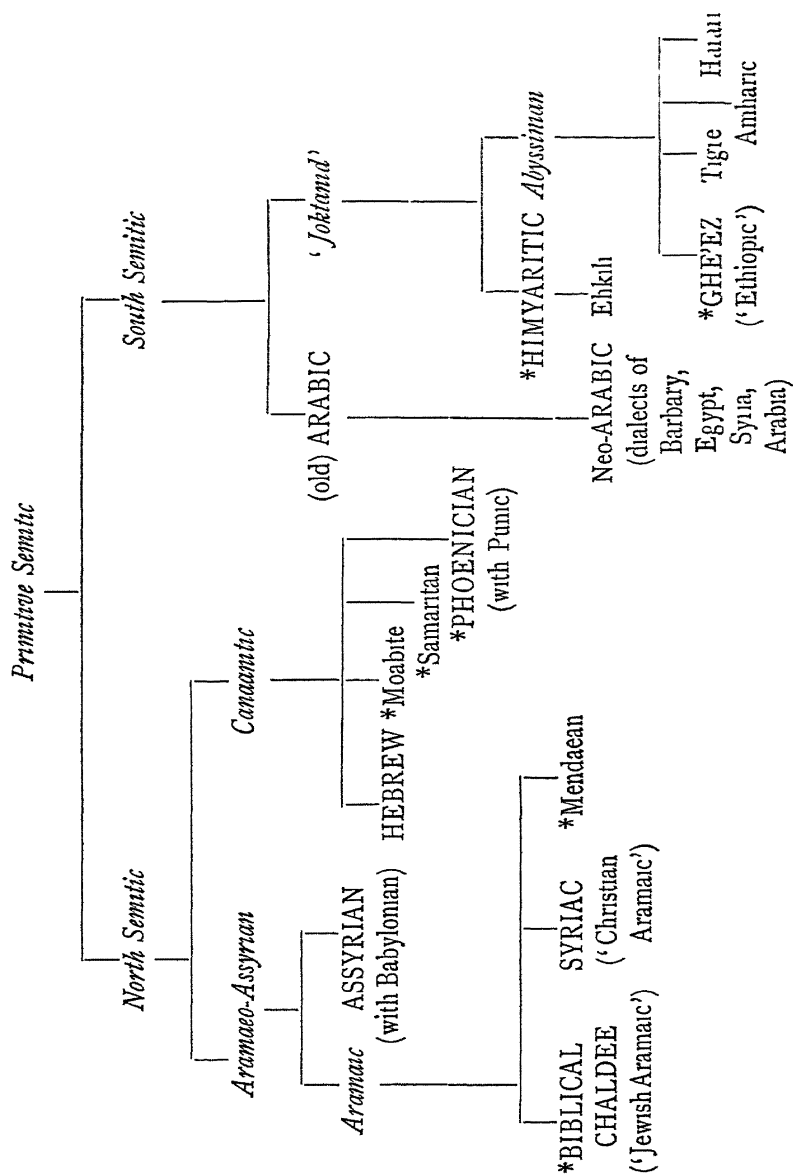 Primitive Semitic
North Semitic
South Semitic
Aramaeo-Assyrian
Canaanitic
(old) ARABIC
‘Joktanid’
Aramaic
ASSYRIAN
(with Babylonian)
HEBREW
*Moabite
*Samaritan
*PHOENICIAN
(with Punic)
*HIMYARITIC
Abyssinian
Ehkili
*BIBLICAL
CHALDEE
(‘Jewish Aramaic’)
SYRIAC
(‘Christian
Aramaic’)
*Mendaean
Neo-ARABIC
(dialects of
Barbary,
Egypt,
Syria,
Arabia)
*GHE’EZ
(‘Ethiopic’)
Tigre
Amharic